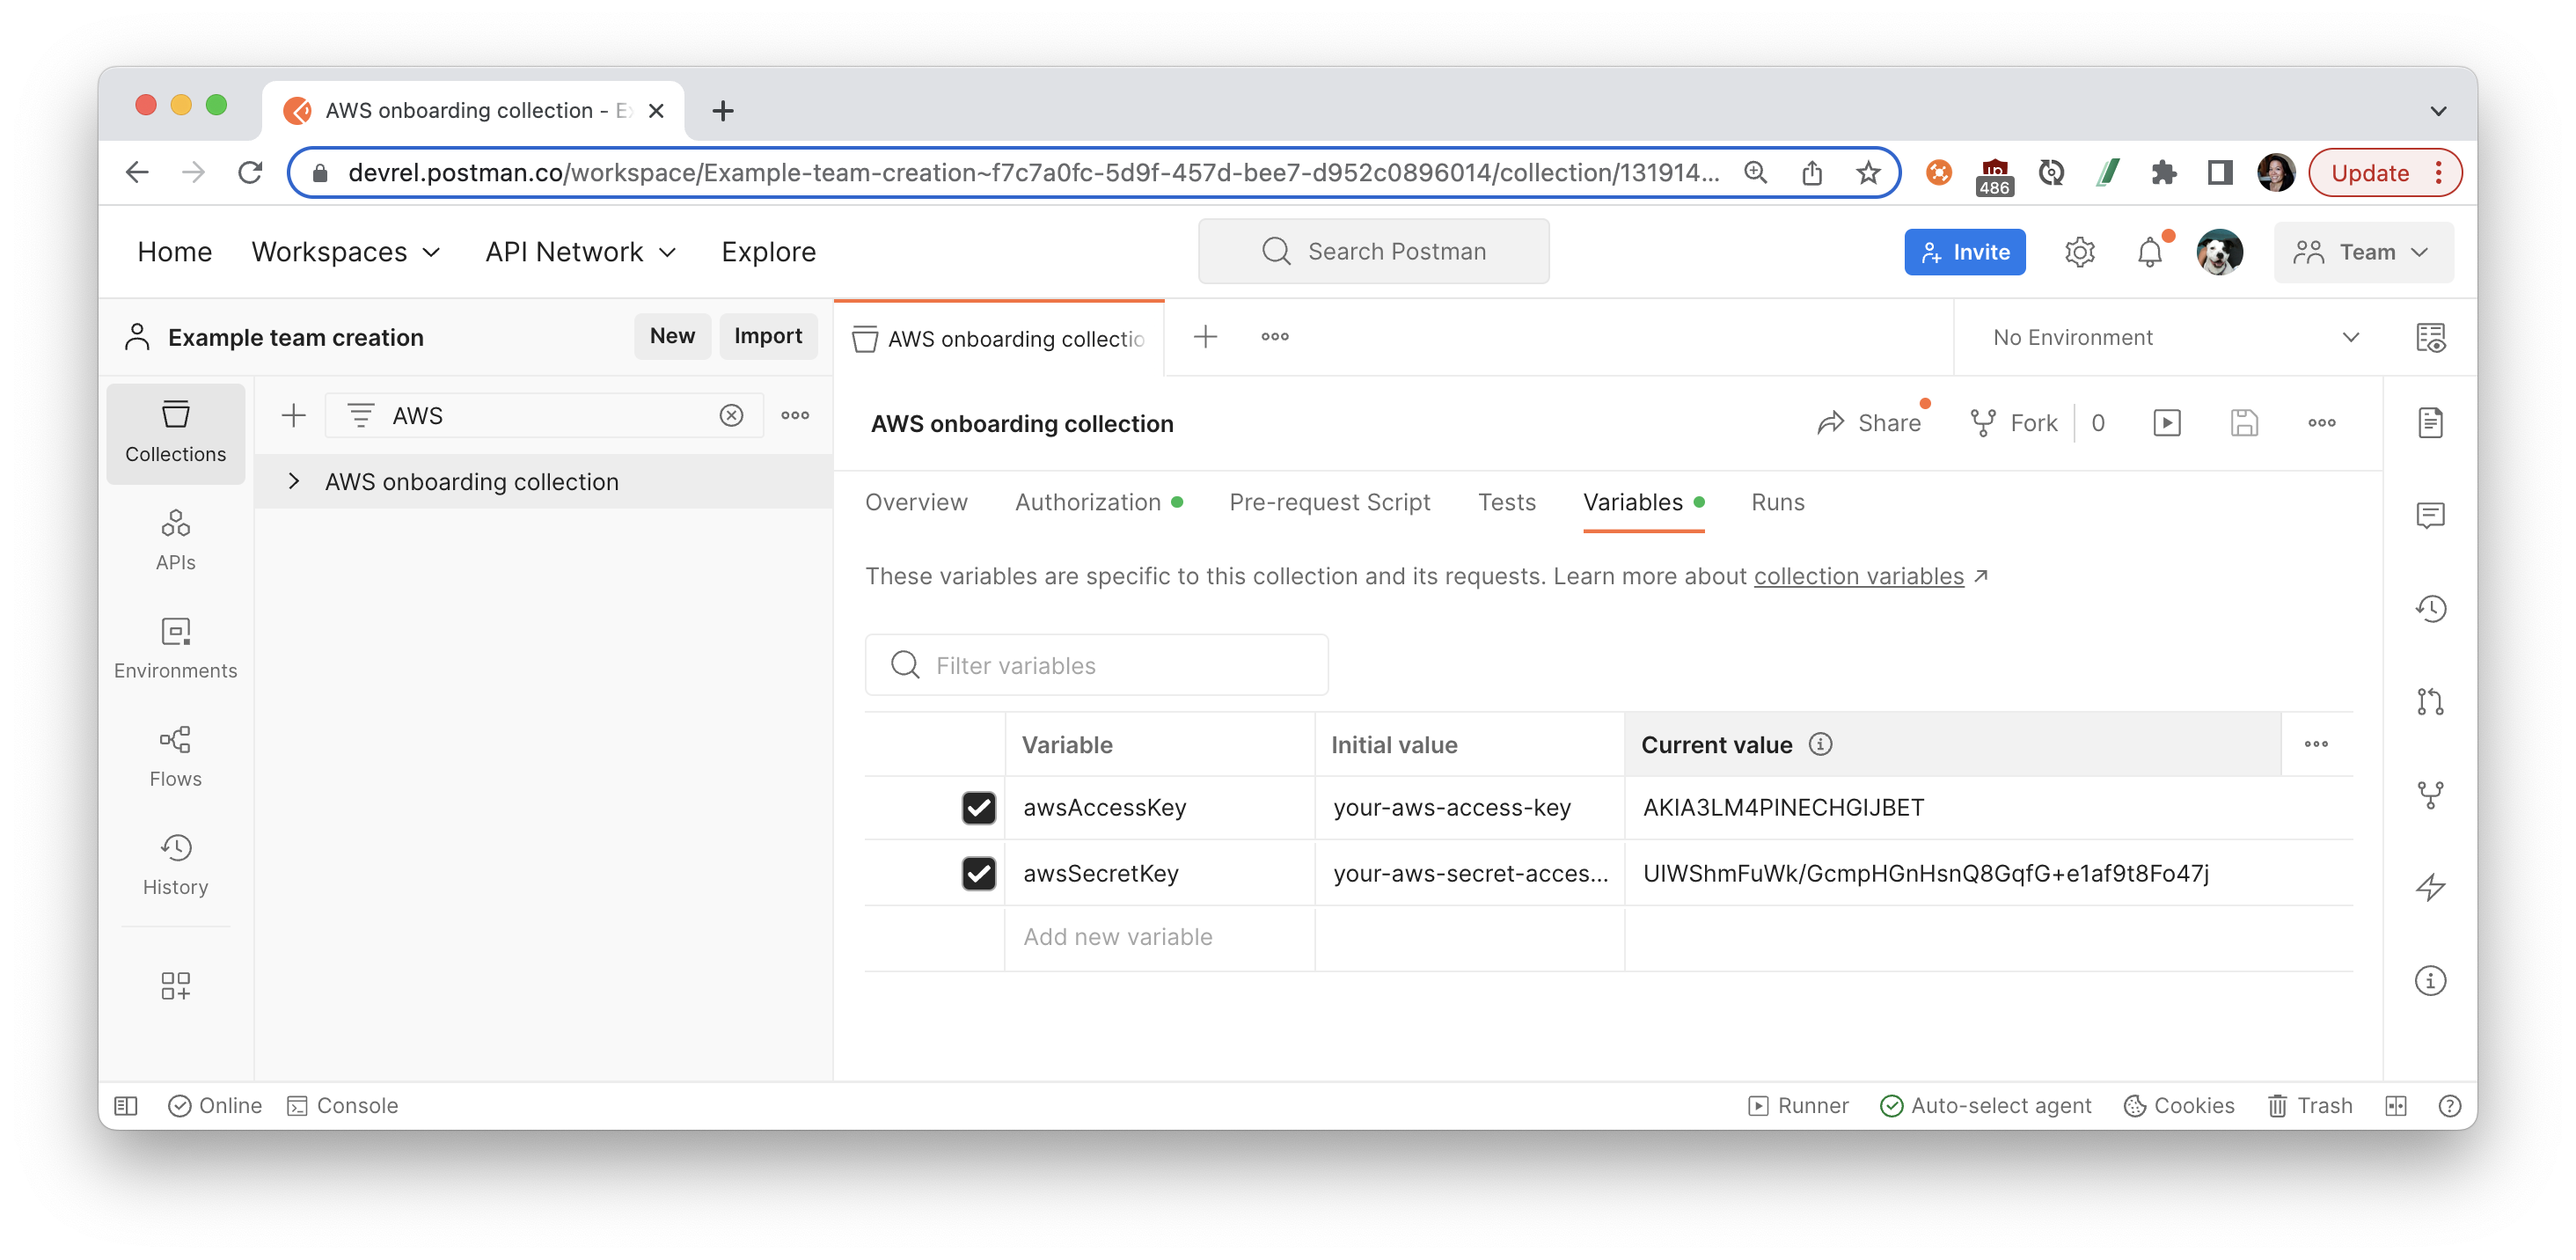 AWS onboarding collection - Ex
devrel.postman.co/workspace/Example-team-creation~f7c7a0fc-5d9f-457d-bee7-d952c0896014/collection/131914...
486
Update
Home Workspaces API Network Explore
Search Postman
Invite
Team
Example team creation
New
Import
AWS onboarding collectio
No Environment
Collections
APIs
Environments
Flows
History
AWS
AWS onboarding collection
AWS onboarding collection
Share
Fork 0
Overview Authorization Pre-request Script Tests Variables Runs
These variables are specific to this collection and its requests. Learn more about collection variables ↗
Filter variables
Variable Initial value Current value
awsAccessKey your-aws-access-key AKIA3LM4PINECHGIJBET
awsSecretKey your-aws-secret-acces... UIWShmFuWk/GcmpHGnHsnQ8GqfG+e1af9t8Fo47j
Add new variable
Online Console
Runner Auto-select agent Cookies Trash